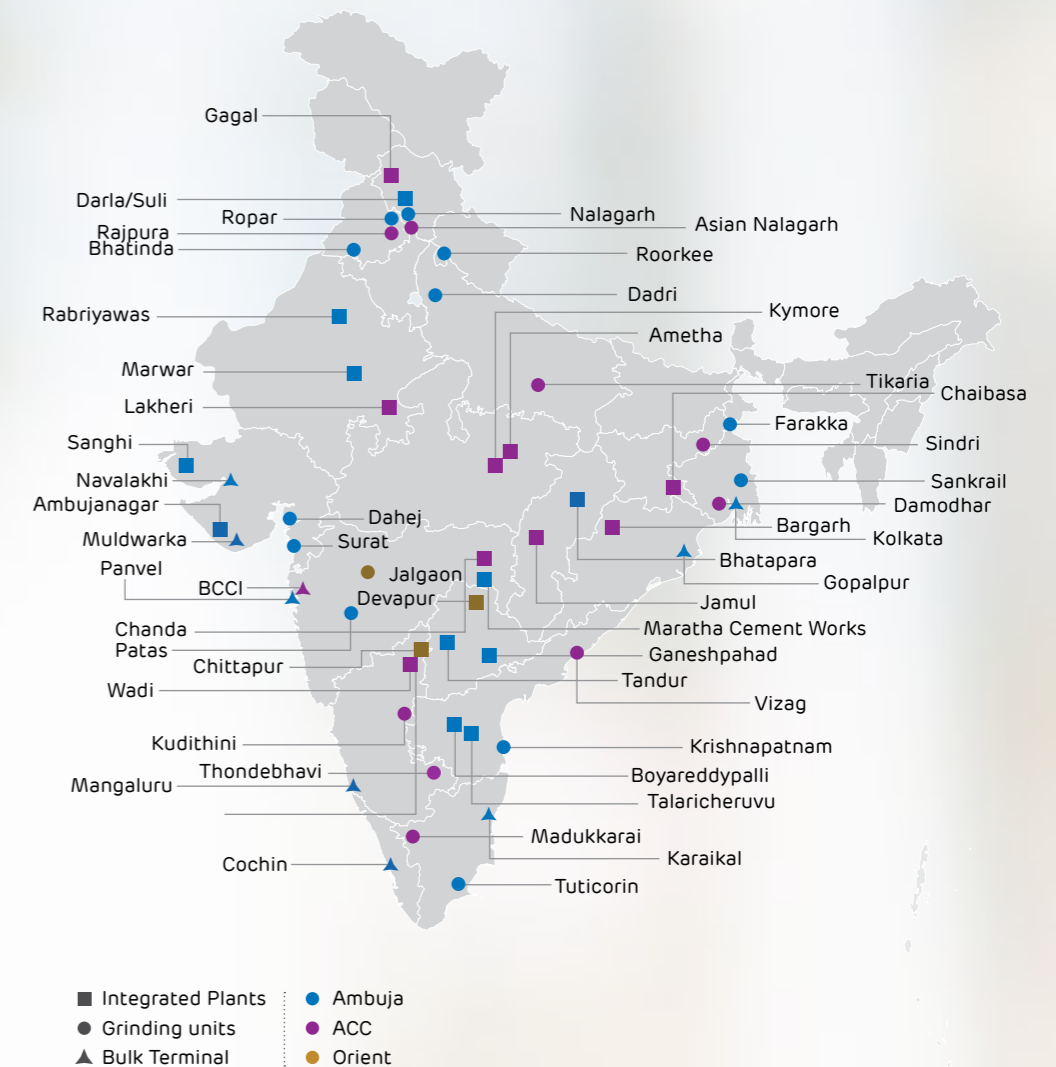 Gagal
Darla/Suli
Ropar
Nalagarh
Rajpura
Asian Nalagarh
Bhatinda
Roorkee
Dadri
Rabriyawas
Kymore
Ametha
Marwar
Tikaria
Chaibasa
Lakheri
Farakka
Sanghi
Sindri
Navalakhi
Sankrail
Ambujanagar
Damodhar
Dahej
Bargarh
Muldwarka
Surat
Kolkata
Panvel
Bhatapara
Jalgaon
Gopalpur
BCCI
Devapur
Jamul
Chanda
Maratha Cement Works
Patas
Ganeshpahad
Chittapur
Tandur
Wadi
Vizag
Kudithini
Krishnapatnam
Thondebhavi
Boyareddypalli
Mangaluru
Talaricheruvu
Madukkarai
Karaikal
Cochin
Tuticorin
Integrated Plants
Grinding units
Bulk Terminal
Ambuja
ACC
Orient